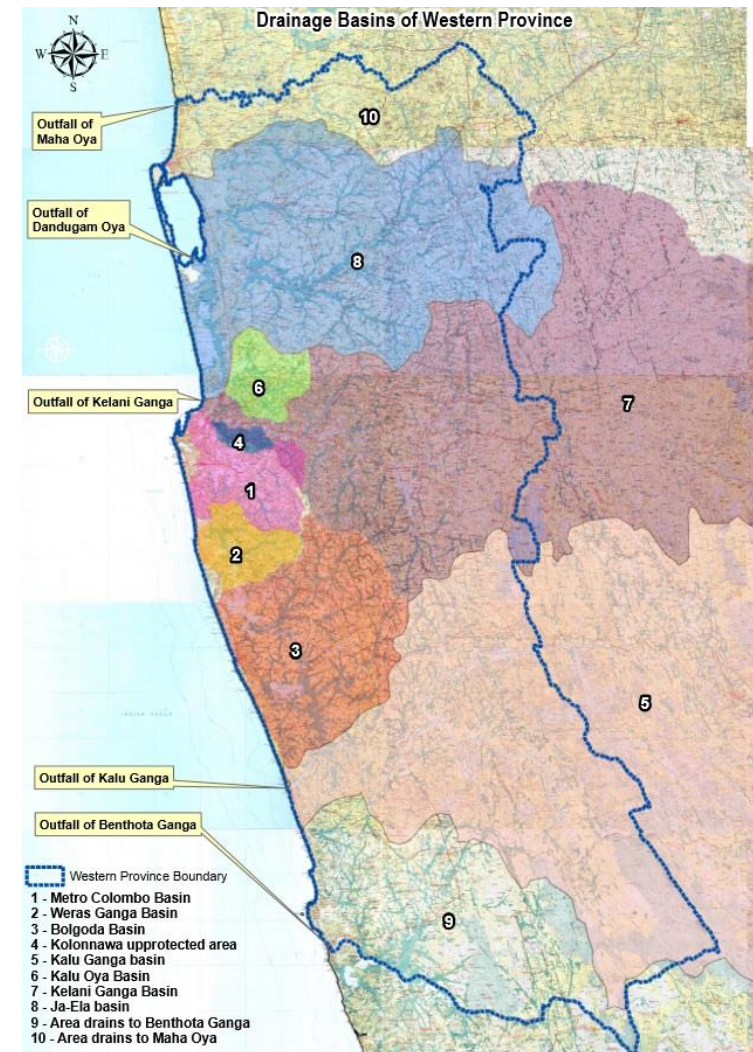 Drainage Basins of Western Province
N
W E
S
Outfall of
Maha Oya
10
Outfall of
Dandugam Oya
8
6
Outfall of Kelani Ganga
7
4
1
2
3
5
Outfall of Kalu Ganga
Outfall of Benthota Ganga
9
Western Province Boundary
1 - Metro Colombo Basin
2 - Weras Ganga Basin
3 - Bolgoda Basin
4 - Kolonnawa upprotected area
5 - Kalu Ganga basin
6 - Kalu Oya Basin
7 - Kelani Ganga Basin
8 - Ja-Ela basin
9 - Area drains to Benthota Ganga
10 - Area drains to Maha Oya